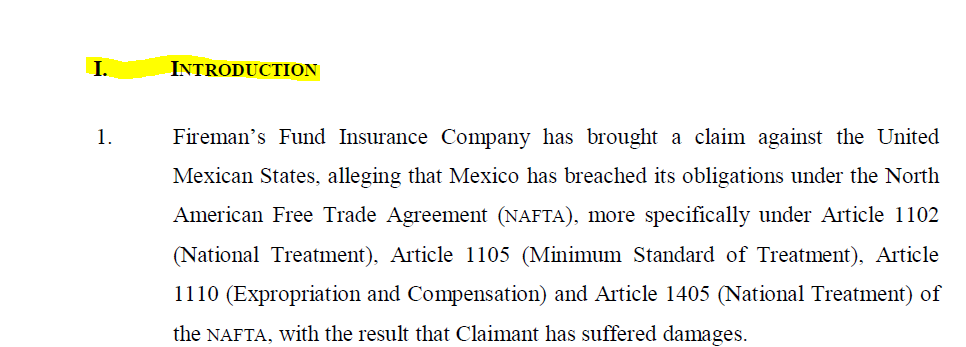 I. INTRODUCTION
1. Fireman’s Fund Insurance Company has brought a claim against the United
Mexican States, alleging that Mexico has breached its obligations under the North
American Free Trade Agreement (NAFTA), more specifically under Article 1102
(National Treatment), Article 1105 (Minimum Standard of Treatment), Article
1110 (Expropriation and Compensation) and Article 1405 (National Treatment) of
the NAFTA, with the result that Claimant has suffered damages.